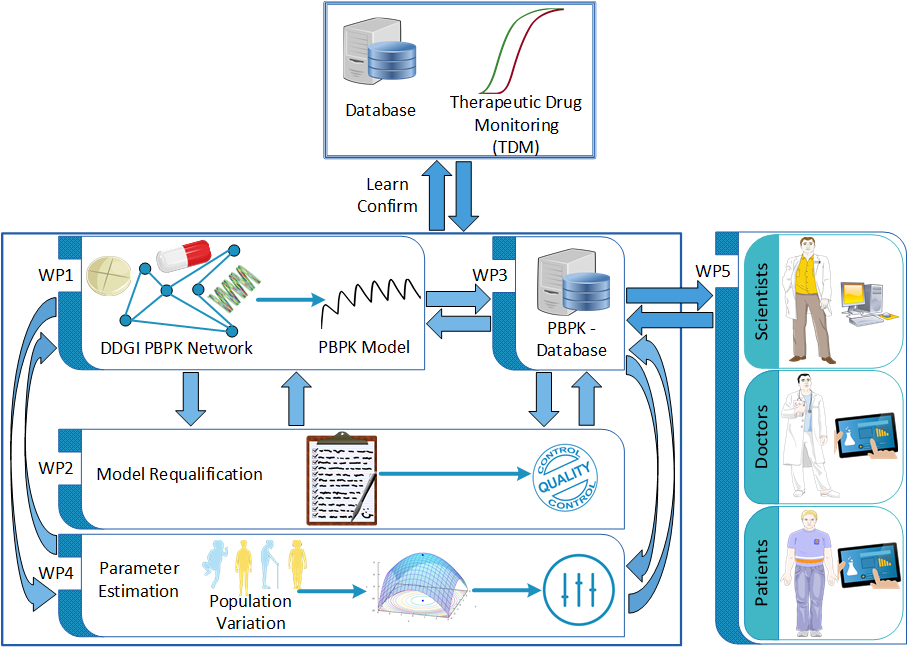 Database
Therapeutic Drug
Monitoring
(TDM)
Learn
Confirm
WP1
DDGI PBPK Network
PBPK Model
WP3
PBPK -
Database
WP5
Scientists
Doctors
Patients
WP2
Model Requalification
CONTROL
QUALITY
CONTROL
WP4
Parameter
Estimation
Population
Variation